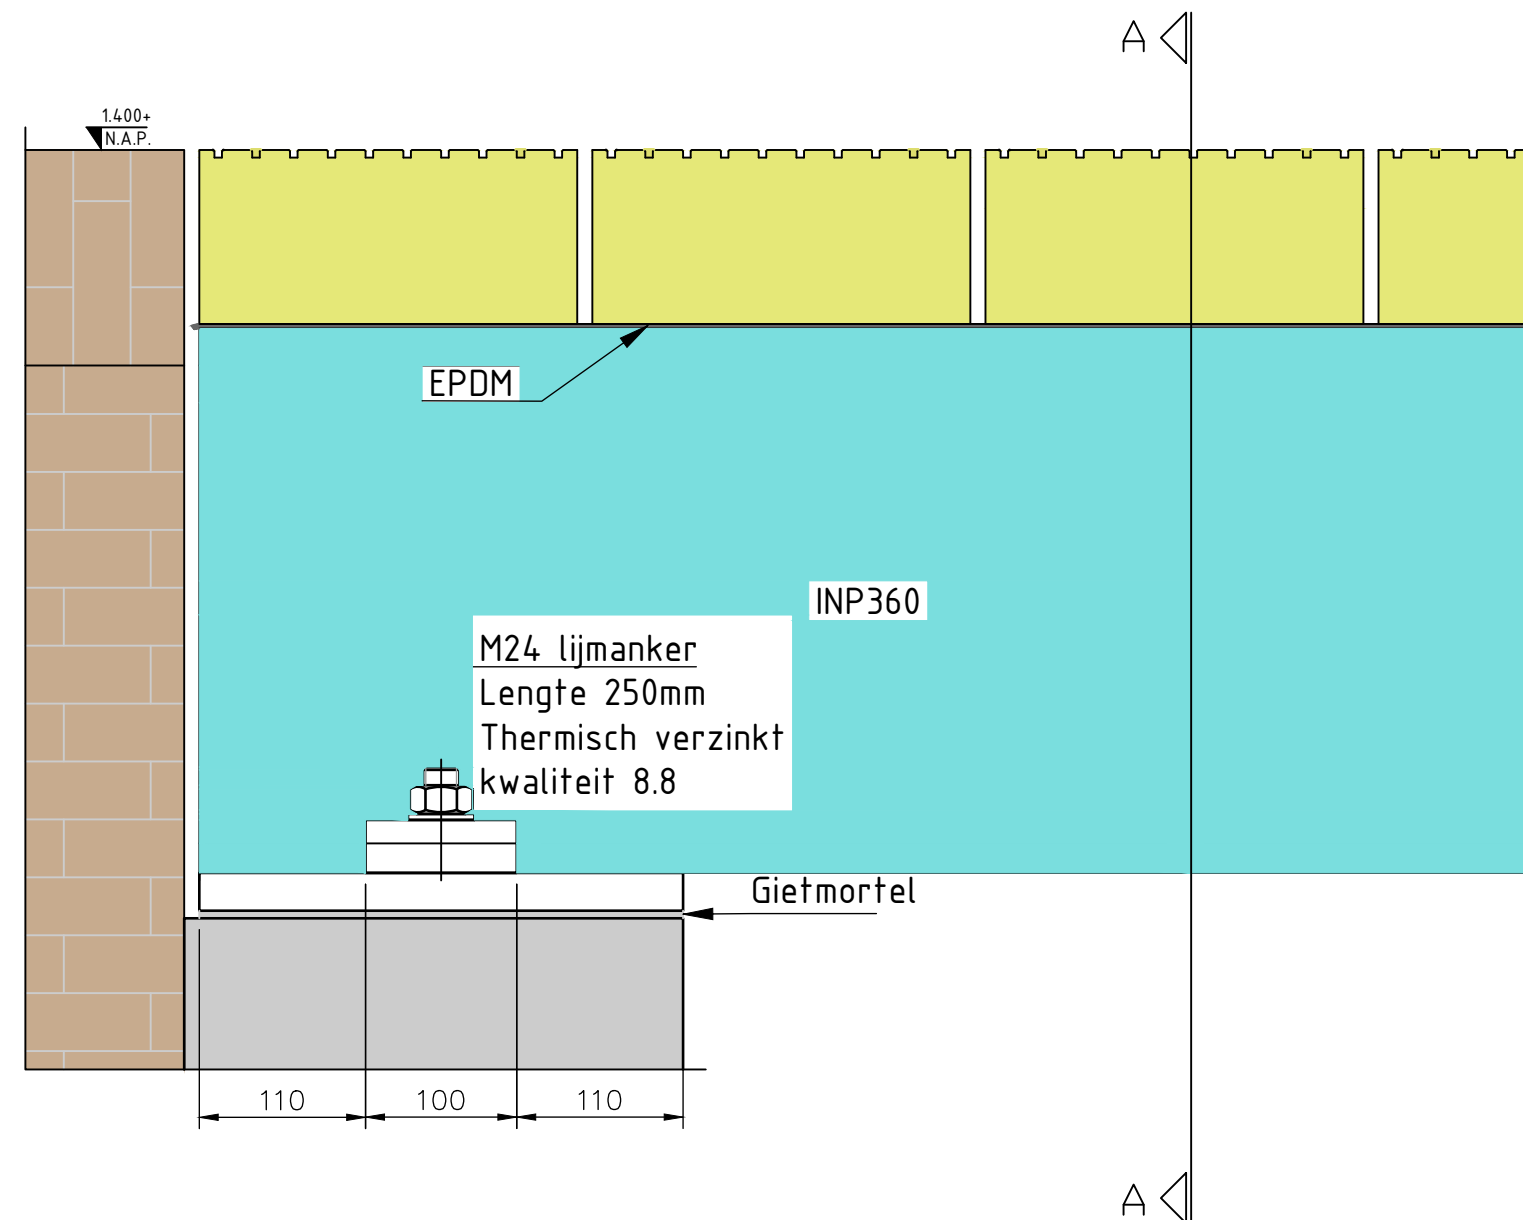 A
1.400+
N.A.P.
EPDM
INP360
M24 lijmanker
Lengte 250mm
Thermisch verzinkt
kwaliteit 8.8
Gietmortel
110 100 110
A